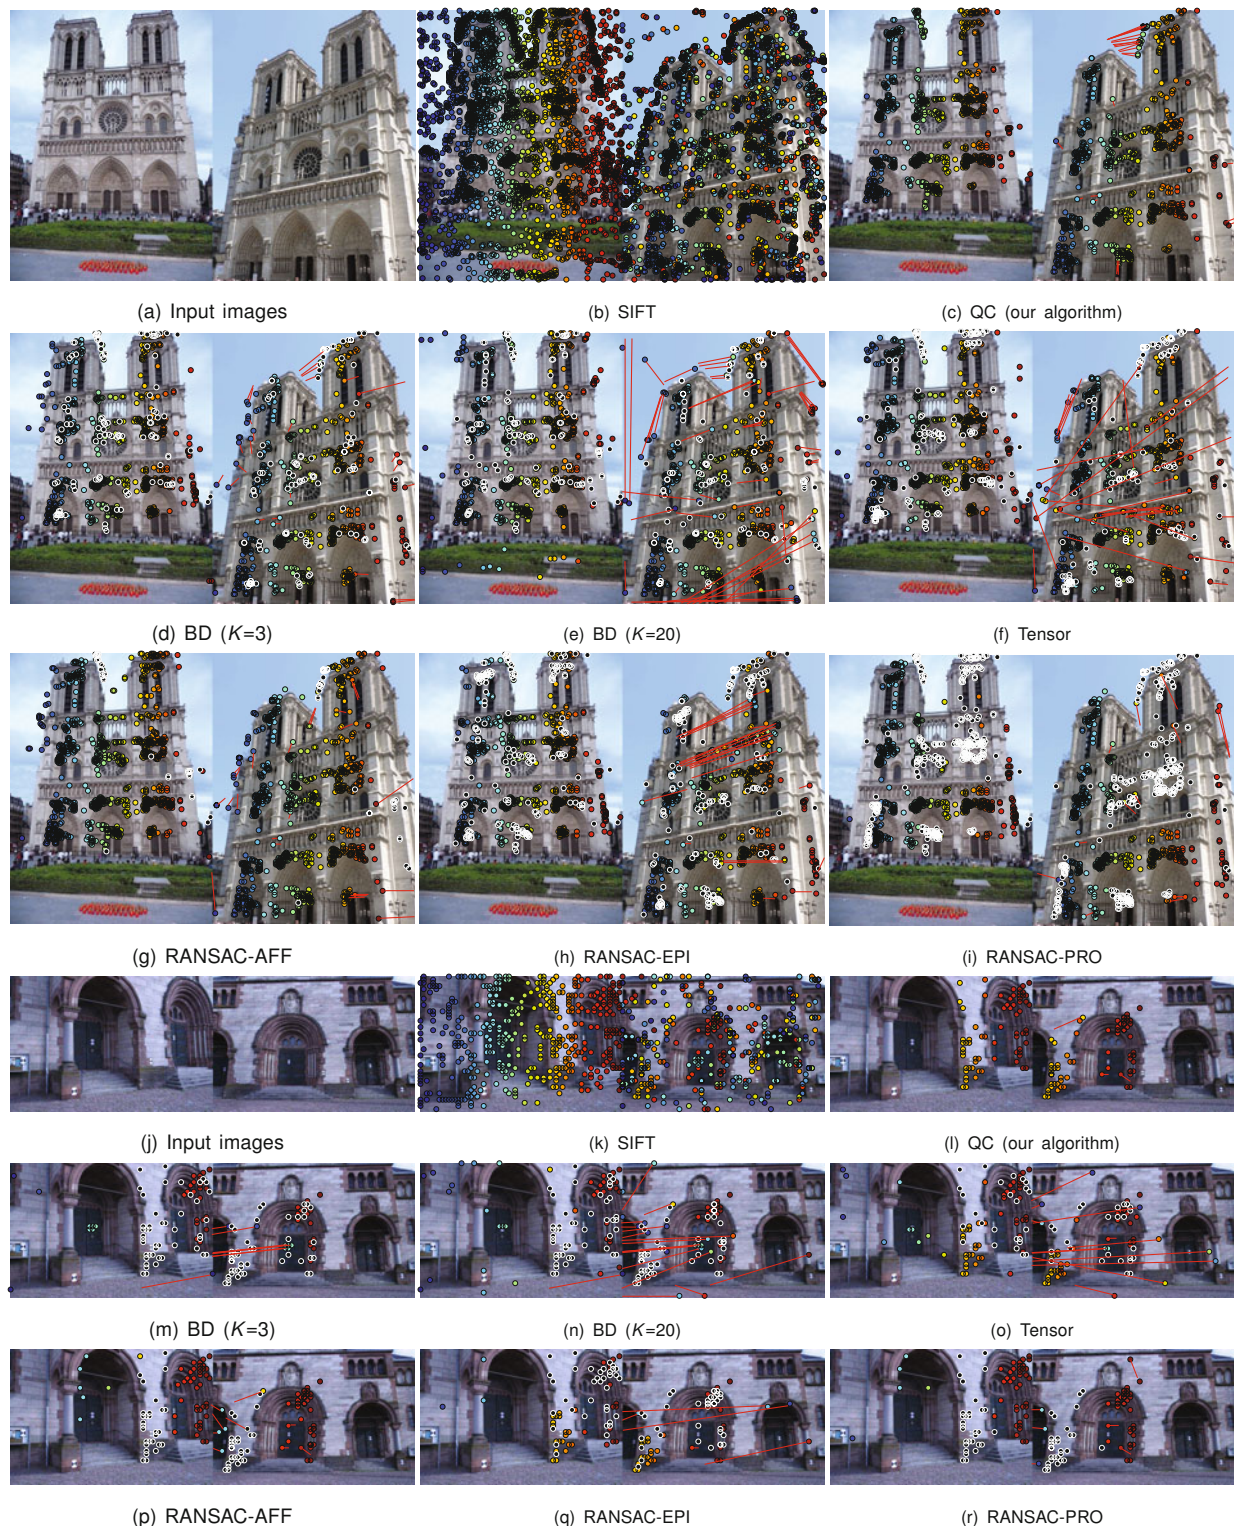 (a) Input images
(b) SIFT
(c) QC (our algorithm)
(d) BD (K=3)
(e) BD (K=20)
(f) Tensor
(g) RANSAC-AFF
(h) RANSAC-EPI
(i) RANSAC-PRO
(j) Input images
(k) SIFT
(l) QC (our algorithm)
(m) BD (K=3)
(n) BD (K=20)
(o) Tensor
(p) RANSAC-AFF
(q) RANSAC-EPI
(r) RANSAC-PRO